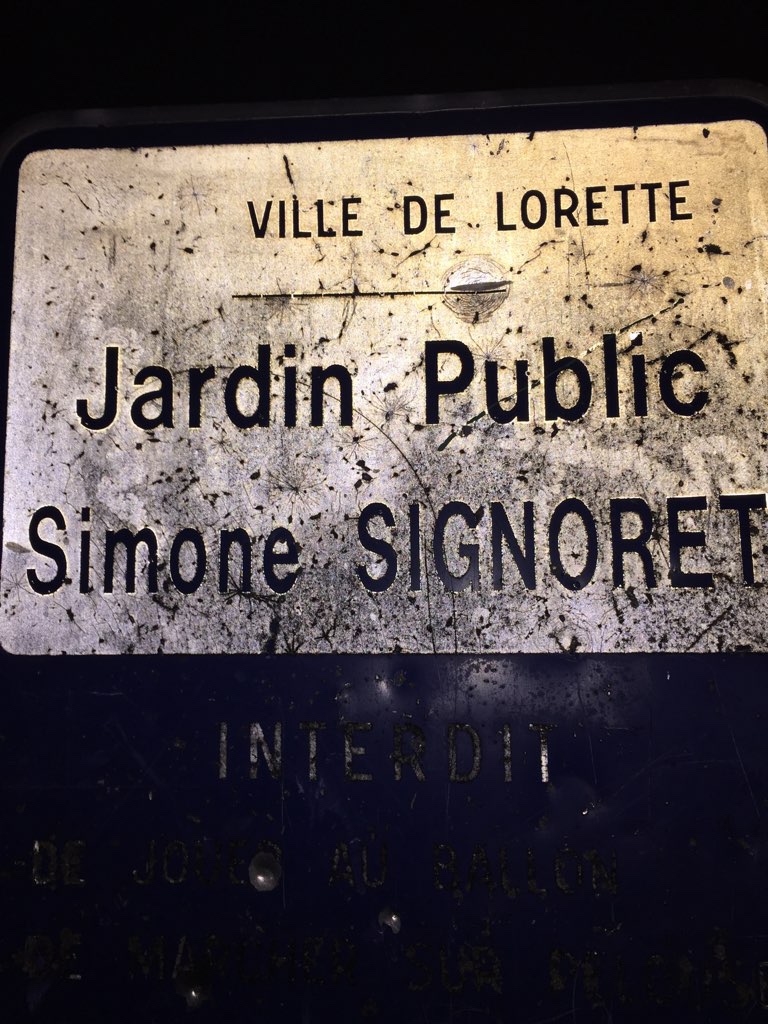 VILLE DE LORETTE
Jardin Public
Simone SIGNORET
INTERDIT
-DE JOUER AU BALLON
-DE MARCHER SUR